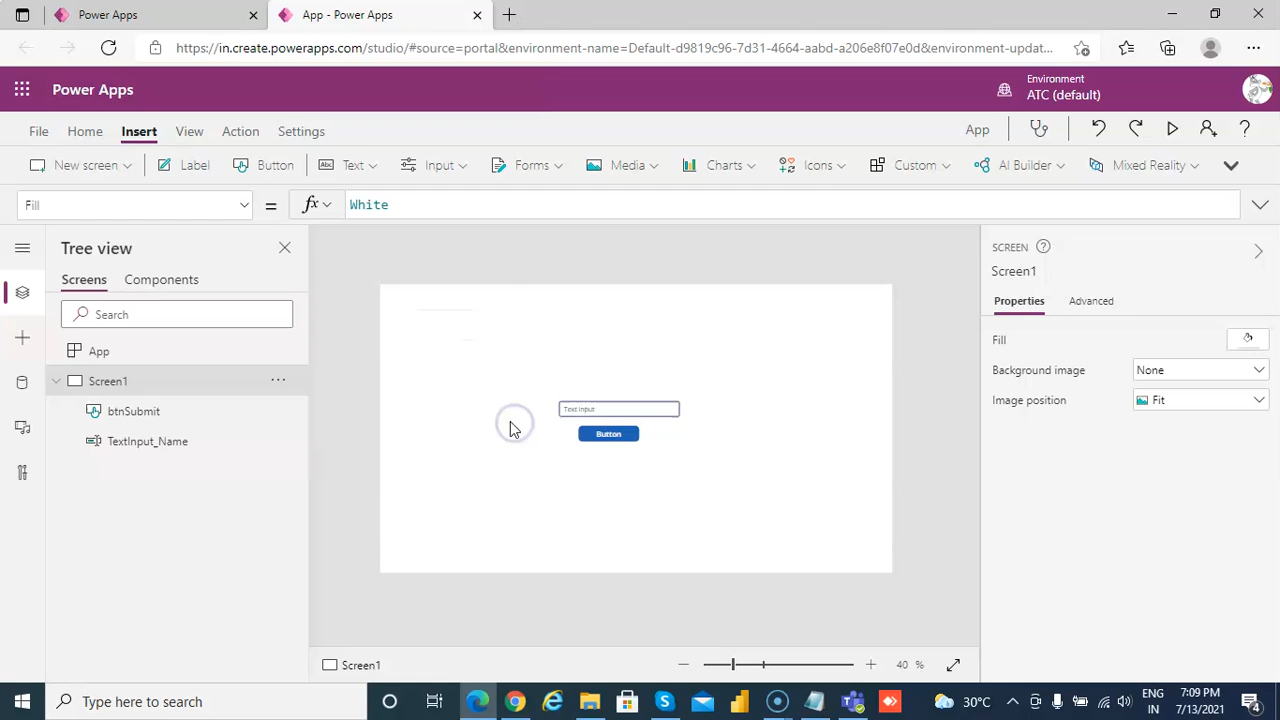 Power Apps
App - Power Apps
https://in.create.powerapps.com/studio/#source=portal&environment-name=Default-d9819c96-7d31-4664-aabd-a206e8f07e0d&environment-updat...
Power Apps
Environment
ATC (default)
File
Home
Insert
View
Action
Settings
App
New screen
Label
Button
Text
Input
Forms
Media
Charts
Icons
Custom
AI Builder
Mixed Reality
Fill
=
fx
White
Tree view
Screens
Components
Search
App
Screen1
btnSubmit
TextInput_Name
Text input
Button
SCREEN
Screen1
Properties
Advanced
Fill
Background image
None
Image position
Fit
Screen1
40 %
Type here to search
30°C
ENG
IN
7:09 PM
7/13/2021
4